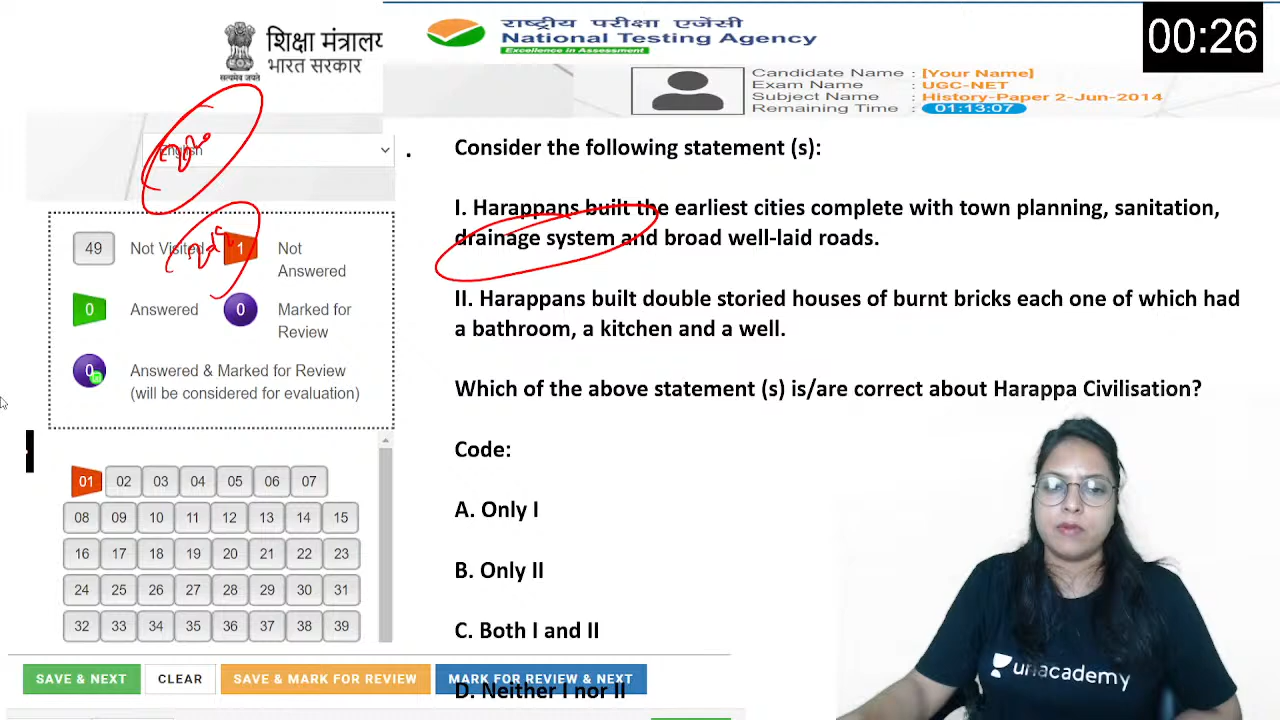 शिक्षा मंत्रालय
भारत सरकार
सत्यमेव जयते
राष्ट्रीय परीक्षा एजेंसी
National Testing Agency
Excellence in Assessment
00:26
Candidate Name : [Your Name]
Exam Name : UGC-NET
Subject Name : History-Paper 2-Jun-2014
Remaining Time : 01:13:07
English
49 Not Visited 1 Not Answered
0 Answered 0 Marked for Review
0 Answered & Marked for Review
(will be considered for evaluation)
01 02 03 04 05 06 07
08 09 10 11 12 13 14 15
16 17 18 19 20 21 22 23
24 25 26 27 28 29 30 31
32 33 34 35 36 37 38 39
. Consider the following statement (s):
I. Harappans built the earliest cities complete with town planning, sanitation,
drainage system and broad well-laid roads.
II. Harappans built double storied houses of burnt bricks each one of which had
a bathroom, a kitchen and a well.
Which of the above statement (s) is/are correct about Harappa Civilisation?
Code:
A. Only I
B. Only II
C. Both I and II
D. Neither I nor II
SAVE & NEXT CLEAR SAVE & MARK FOR REVIEW MARK FOR REVIEW & NEXT
unacademy